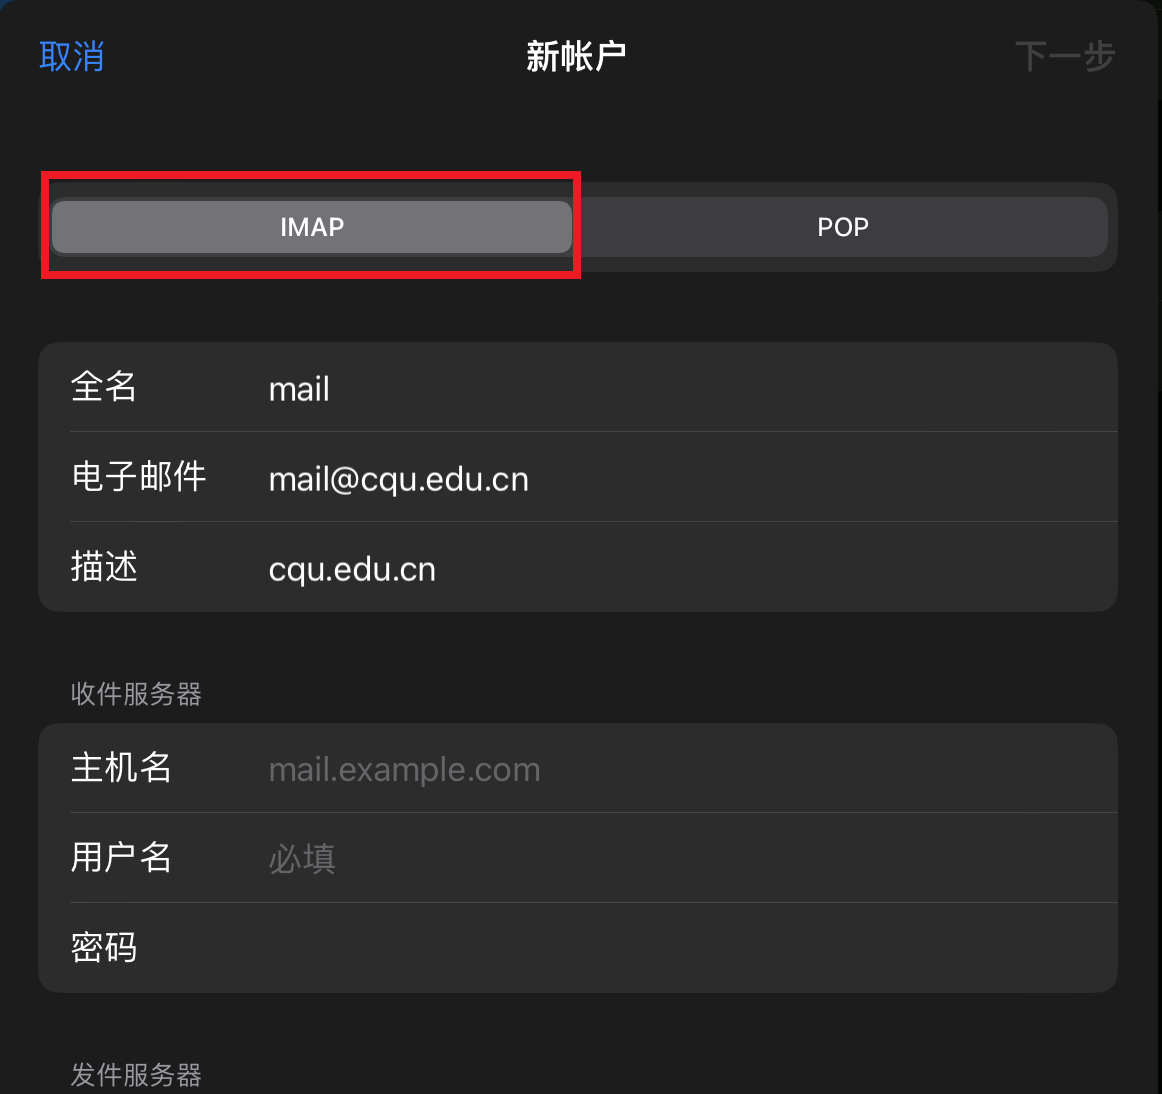 取消 新帐户 下一步
IMAP POP
全名 mail
电子邮件 mail@cqu.edu.cn
描述 cqu.edu.cn
收件服务器
主机名 mail.example.com
用户名 必填
密码
发件服务器